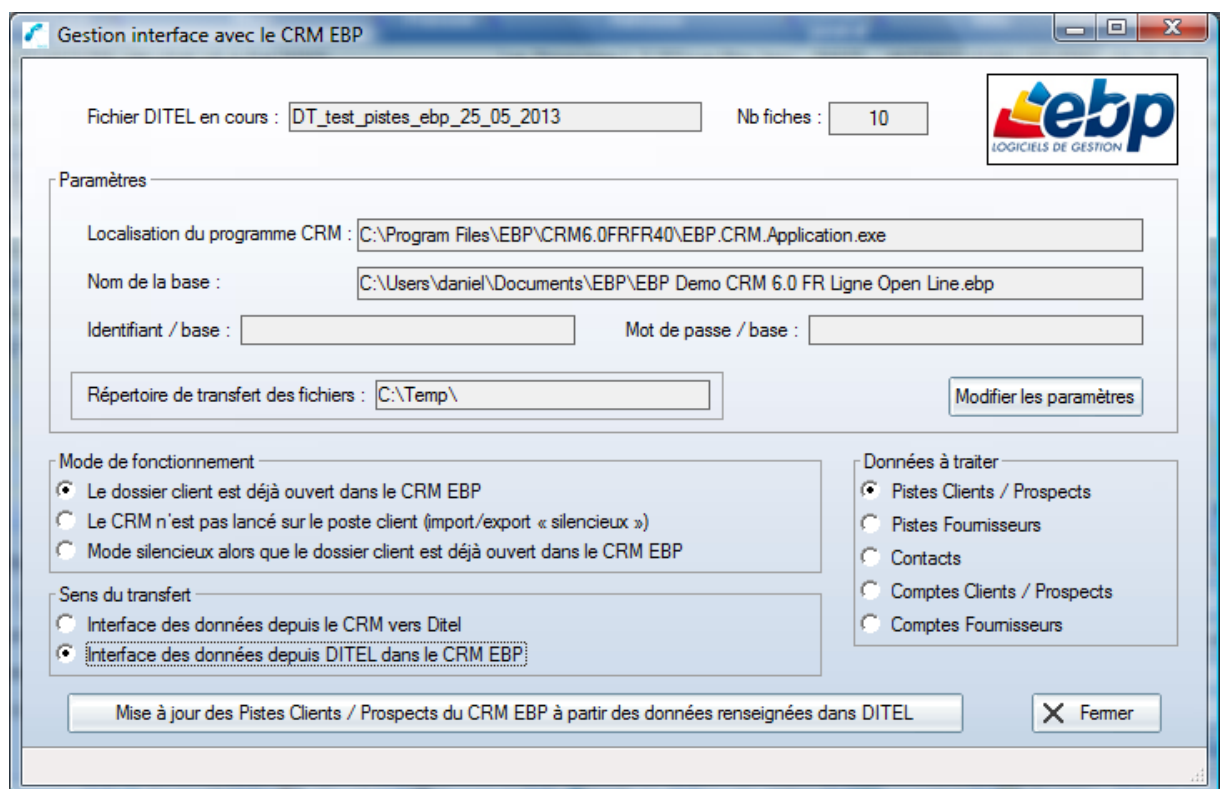 Gestion interface avec le CRM EBP
Fichier DITEL en cours : DT_test_pistes_ebp_25_05_2013 Nb fiches : 10
ebp
LOGICIELS DE GESTION
Paramètres
Localisation du programme CRM : C:\Program Files\EBP\CRM6.0FRFR40\EBP.CRM.Application.exe
Nom de la base : C:\Users\daniel\Documents\EBP\EBP Demo CRM 6.0 FR Ligne Open Line.ebp
Identifiant / base : Mot de passe / base :
Répertoire de transfert des fichiers : C:\Temp\ Modifier les paramètres
Mode de fonctionnement
Le dossier client est déjà ouvert dans le CRM EBP
Le CRM n'est pas lancé sur le poste client (import/export « silencieux »)
Mode silencieux alors que le dossier client est déjà ouvert dans le CRM EBP
Sens du transfert
Interface des données depuis le CRM vers Ditel
Interface des données depuis DITEL dans le CRM EBP
Données à traiter
Pistes Clients / Prospects
Pistes Fournisseurs
Contacts
Comptes Clients / Prospects
Comptes Fournisseurs
Mise à jour des Pistes Clients / Prospects du CRM EBP à partir des données renseignées dans DITEL
Fermer